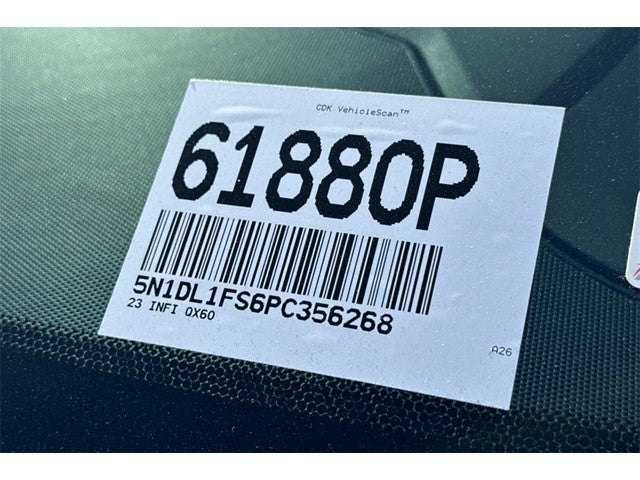 CDK VehicleScan™
61880P
5N1DL1FS6PC356268
23 INFI QX60
A26